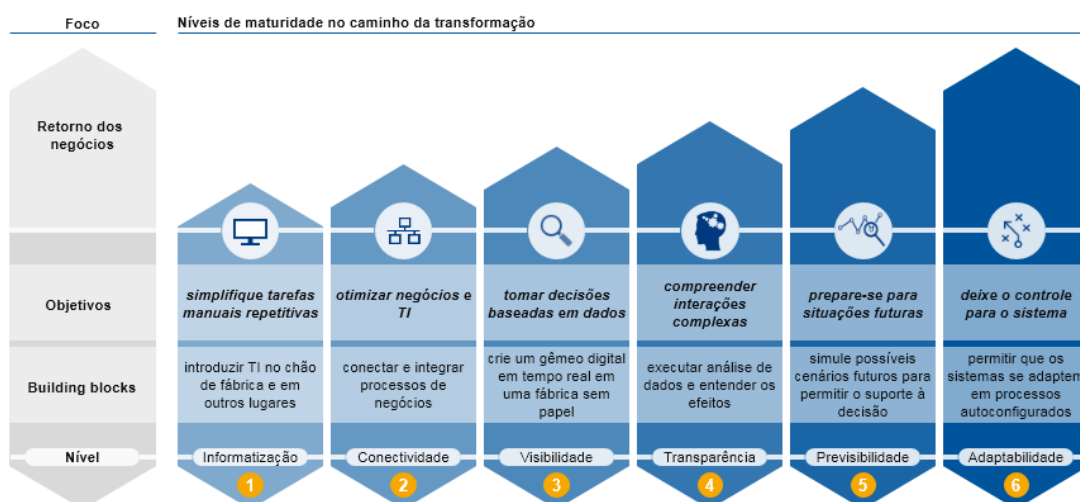 Foco
Níveis de maturidade no caminho da transformação
Retorno dos
negócios
Objetivos
simplifique tarefas
manuais repetitivas
otimizar negócios e
TI
tomar decisões
baseadas em dados
compreender
interações
complexas
prepare-se para
situações futuras
deixe o controle
para o sistema
Building blocks
introduzir TI no chão
de fábrica e em
outros lugares
conectar e integrar
processos de
negócios
crie um gêmeo digital
em tempo real em
uma fábrica sem
papel
executar análise de
dados e entender os
efeitos
simule possíveis
cenários futuros para
permitir o suporte à
decisão
permitir que os
sistemas se adaptem
em processos
autoconfigurados
Nível
Informatização
Conectividade
Visibilidade
Transparência
Previsibilidade
Adaptabilidade
1
2
3
4
5
6